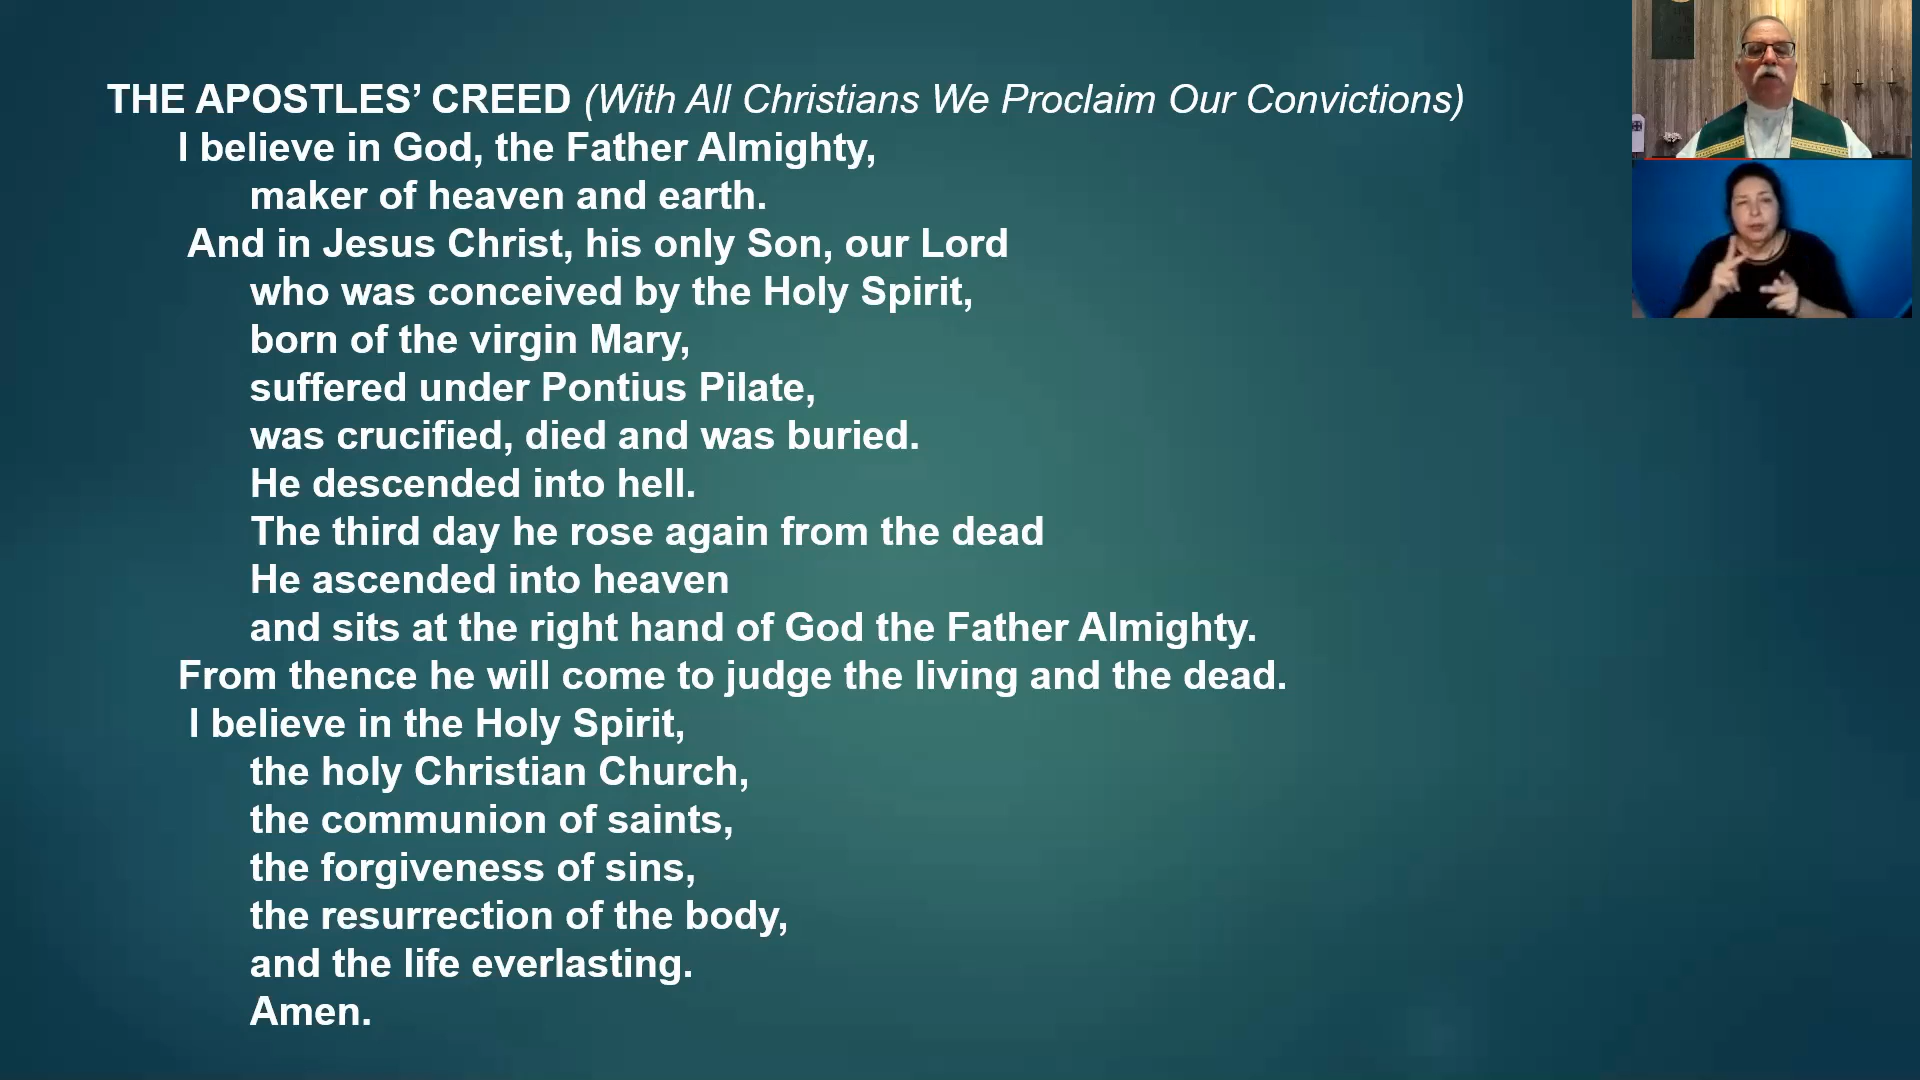 THE APOSTLES’ CREED (With All Christians We Proclaim Our Convictions)
I believe in God, the Father Almighty,
maker of heaven and earth.
And in Jesus Christ, his only Son, our Lord
who was conceived by the Holy Spirit,
born of the virgin Mary,
suffered under Pontius Pilate,
was crucified, died and was buried.
He descended into hell.
The third day he rose again from the dead
He ascended into heaven
and sits at the right hand of God the Father Almighty.
From thence he will come to judge the living and the dead.
I believe in the Holy Spirit,
the holy Christian Church,
the communion of saints,
the forgiveness of sins,
the resurrection of the body,
and the life everlasting.
Amen.